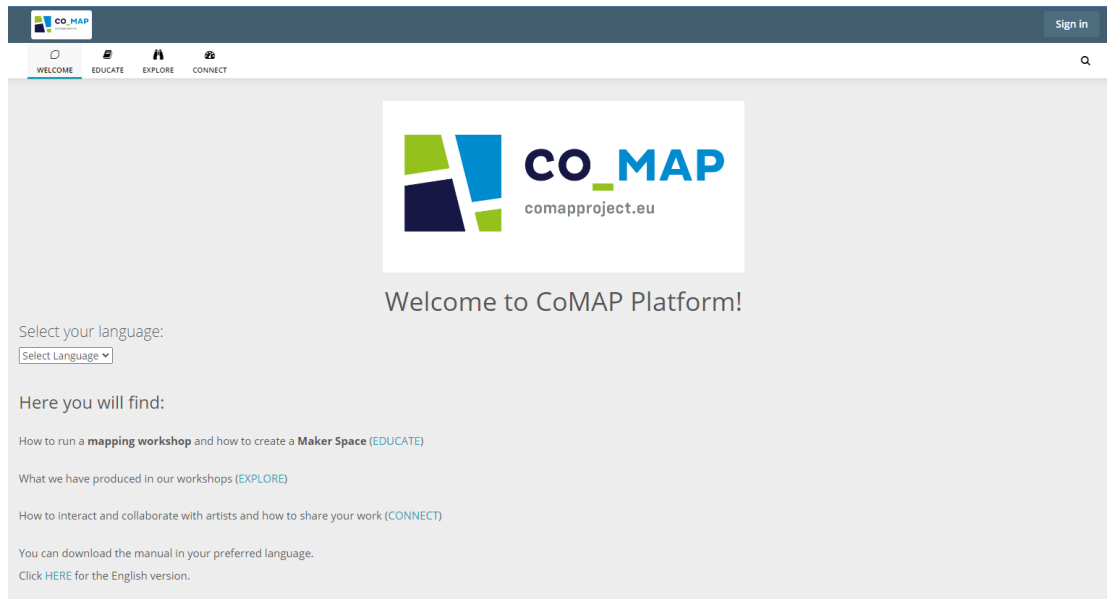 CO_MAP
Sign in
WELCOME EDUCATE EXPLORE CONNECT
CO_MAP
comapproject.eu
Welcome to CoMAP Platform!
Select your language:
Select Language
Here you will find:
How to run a mapping workshop and how to create a Maker Space (EDUCATE)
What we have produced in our workshops (EXPLORE)
How to interact and collaborate with artists and how to share your work (CONNECT)
You can download the manual in your preferred language.
Click HERE for the English version.